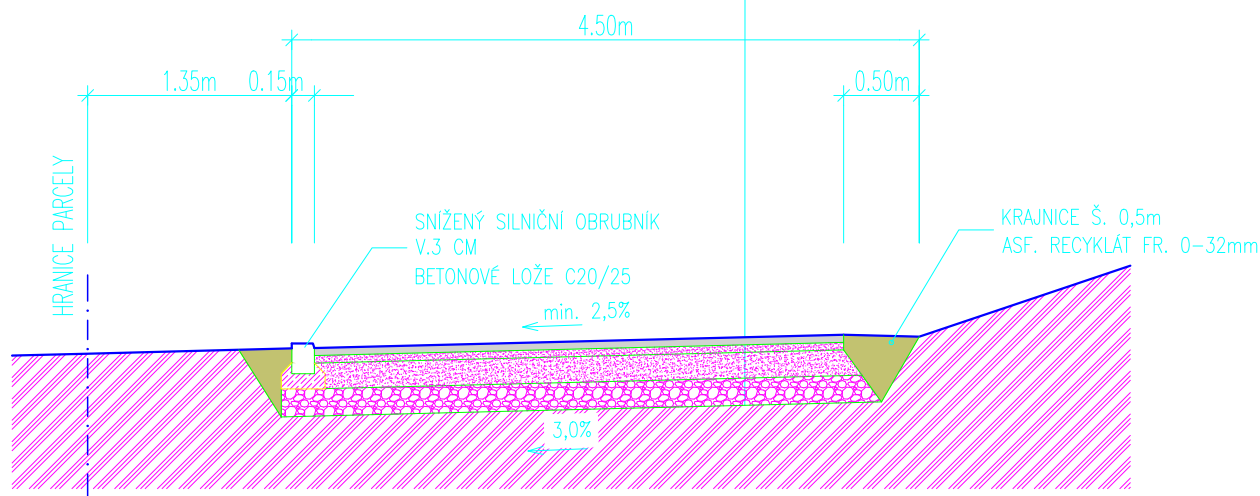 4.50m
1.35m
0.15m
0.50m
HRANICE PARCELY
SNÍŽENÝ SILNIČNÍ OBRUBNÍK
V.3 CM
BETONOVÉ LOŽE C20/25
KRAJNICE Š. 0,5m
ASF. RECYKLÁT FR. 0-32mm
min. 2,5%
3,0%